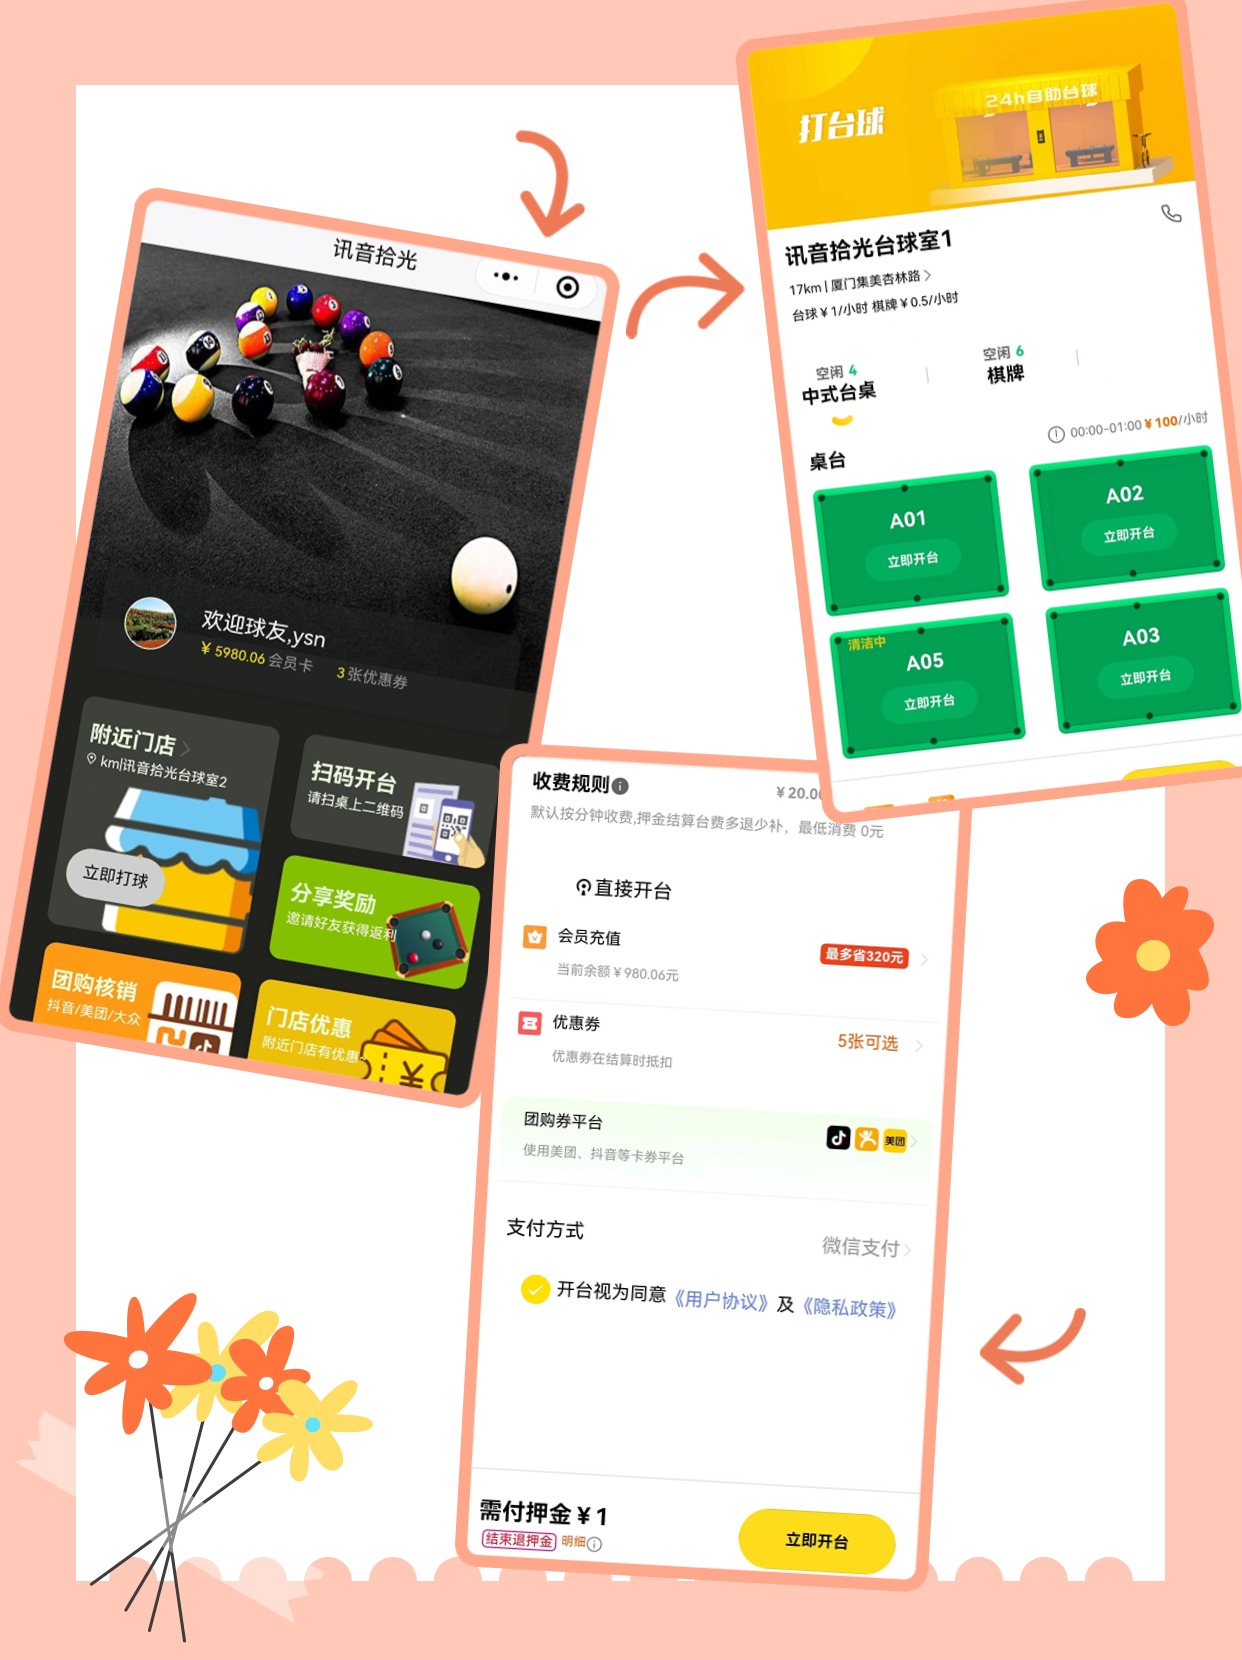 讯音拾光
欢迎球友,ysn
¥ 5980.06 会员卡 3 张优惠券
附近门店
km|讯音拾光台球室2
立即打球
扫码开台
请扫桌上二维码
分享奖励
邀请好友获得返利
团购核销
抖音/美团/大众
门店优惠
附近门店有优惠~
24h自助台球
打台球
讯音拾光台球室1
17km | 厦门集美杏林路
台球¥1/小时 棋牌¥0.5/小时
空闲 4
中式台桌
空闲 6
棋牌
00:00-01:00 ¥100/小时
桌台
A01
立即开台
A02
立即开台
清洁中
A05
立即开台
A03
立即开台
收费规则
默认按分钟收费,押金结算台费多退少补，最低消费 0元
直接开台
会员充值
最多省320元
当前余额¥980.06元
优惠券
5张可选
优惠券在结算时抵扣
团购券平台
美团
使用美团、抖音等卡券平台
支付方式
微信支付
开台视为同意《用户协议》及《隐私政策》
需付押金¥1
结束退押金 明细
立即开台